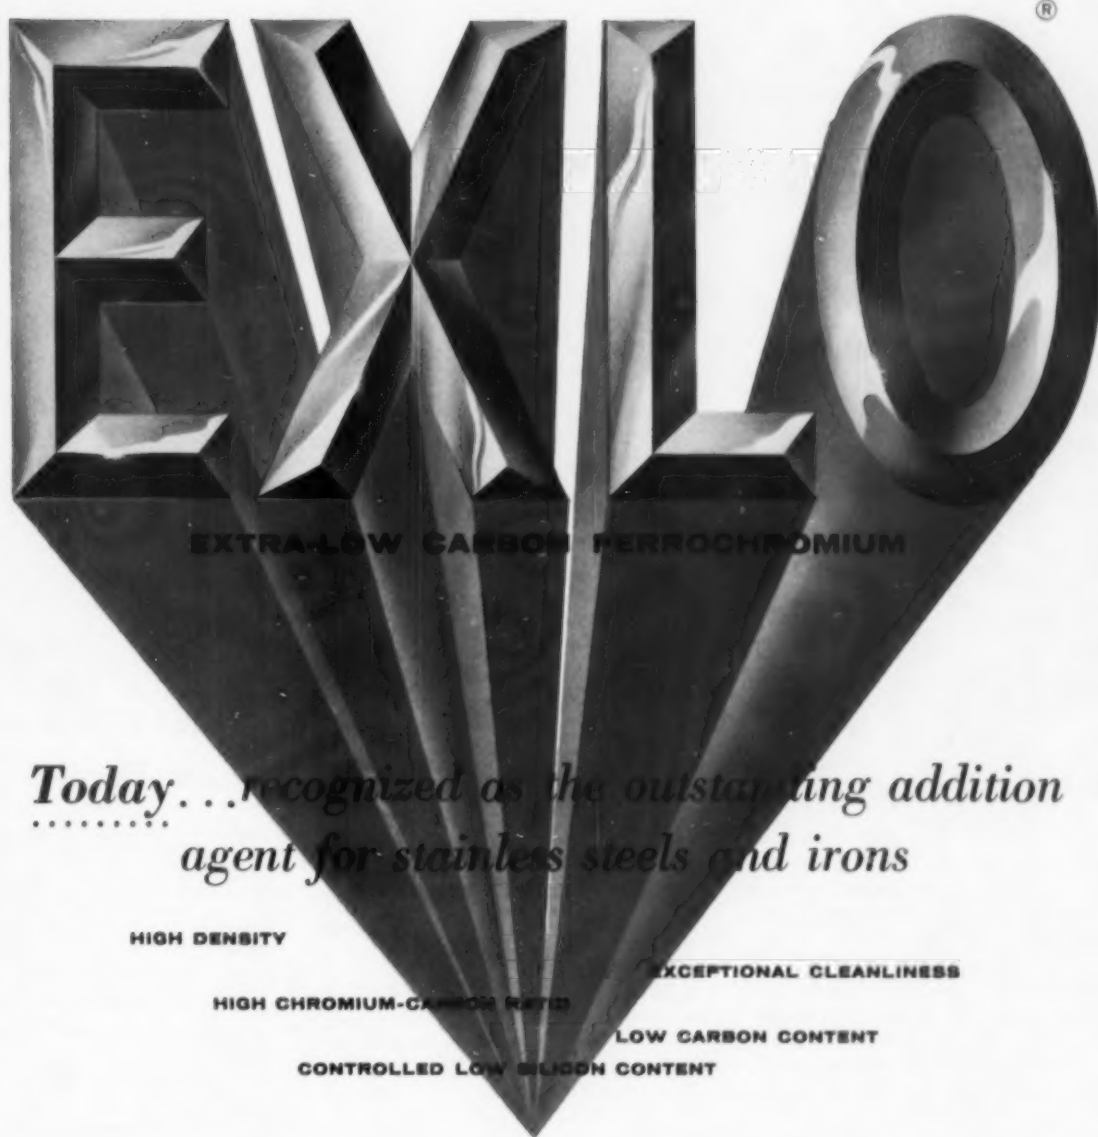 EXLO ®
EXTRA-LOW CARBON FERROCHROMIUM
Today...recognized as the outstanding addition
agent for stainless steels and irons
HIGH DENSITY
EXCEPTIONAL CLEANLINESS
HIGH CHROMIUM-CARBON RATIO
LOW CARBON CONTENT
CONTROLLED LOW SILICON CONTENT